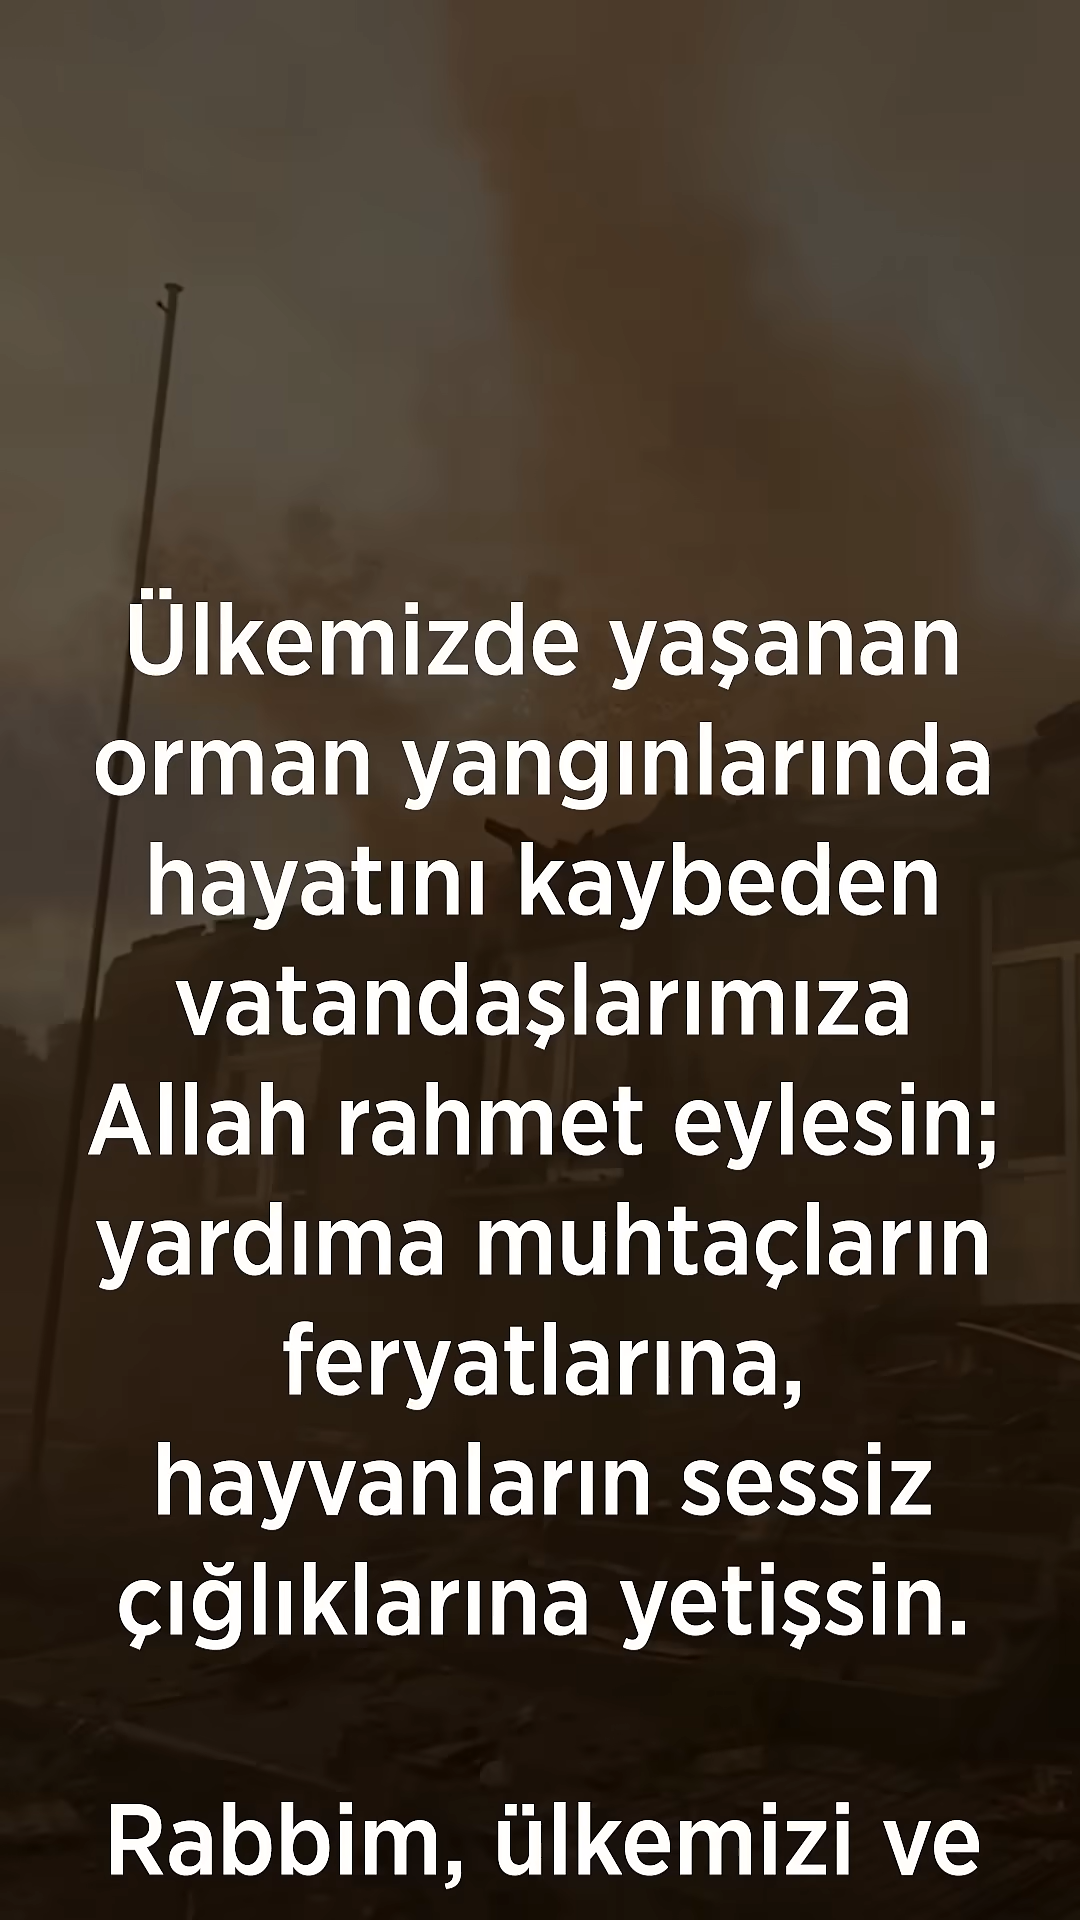 Ülkemizde yaşanan
orman yangınlarında
hayatını kaybeden
vatandaşlarımıza
Allah rahmet eylesin;
yardıma muhtaçların
feryatlarına,
hayvanların sessiz
çığlıklarına yetişsin.
Rabbim, ülkemizi ve